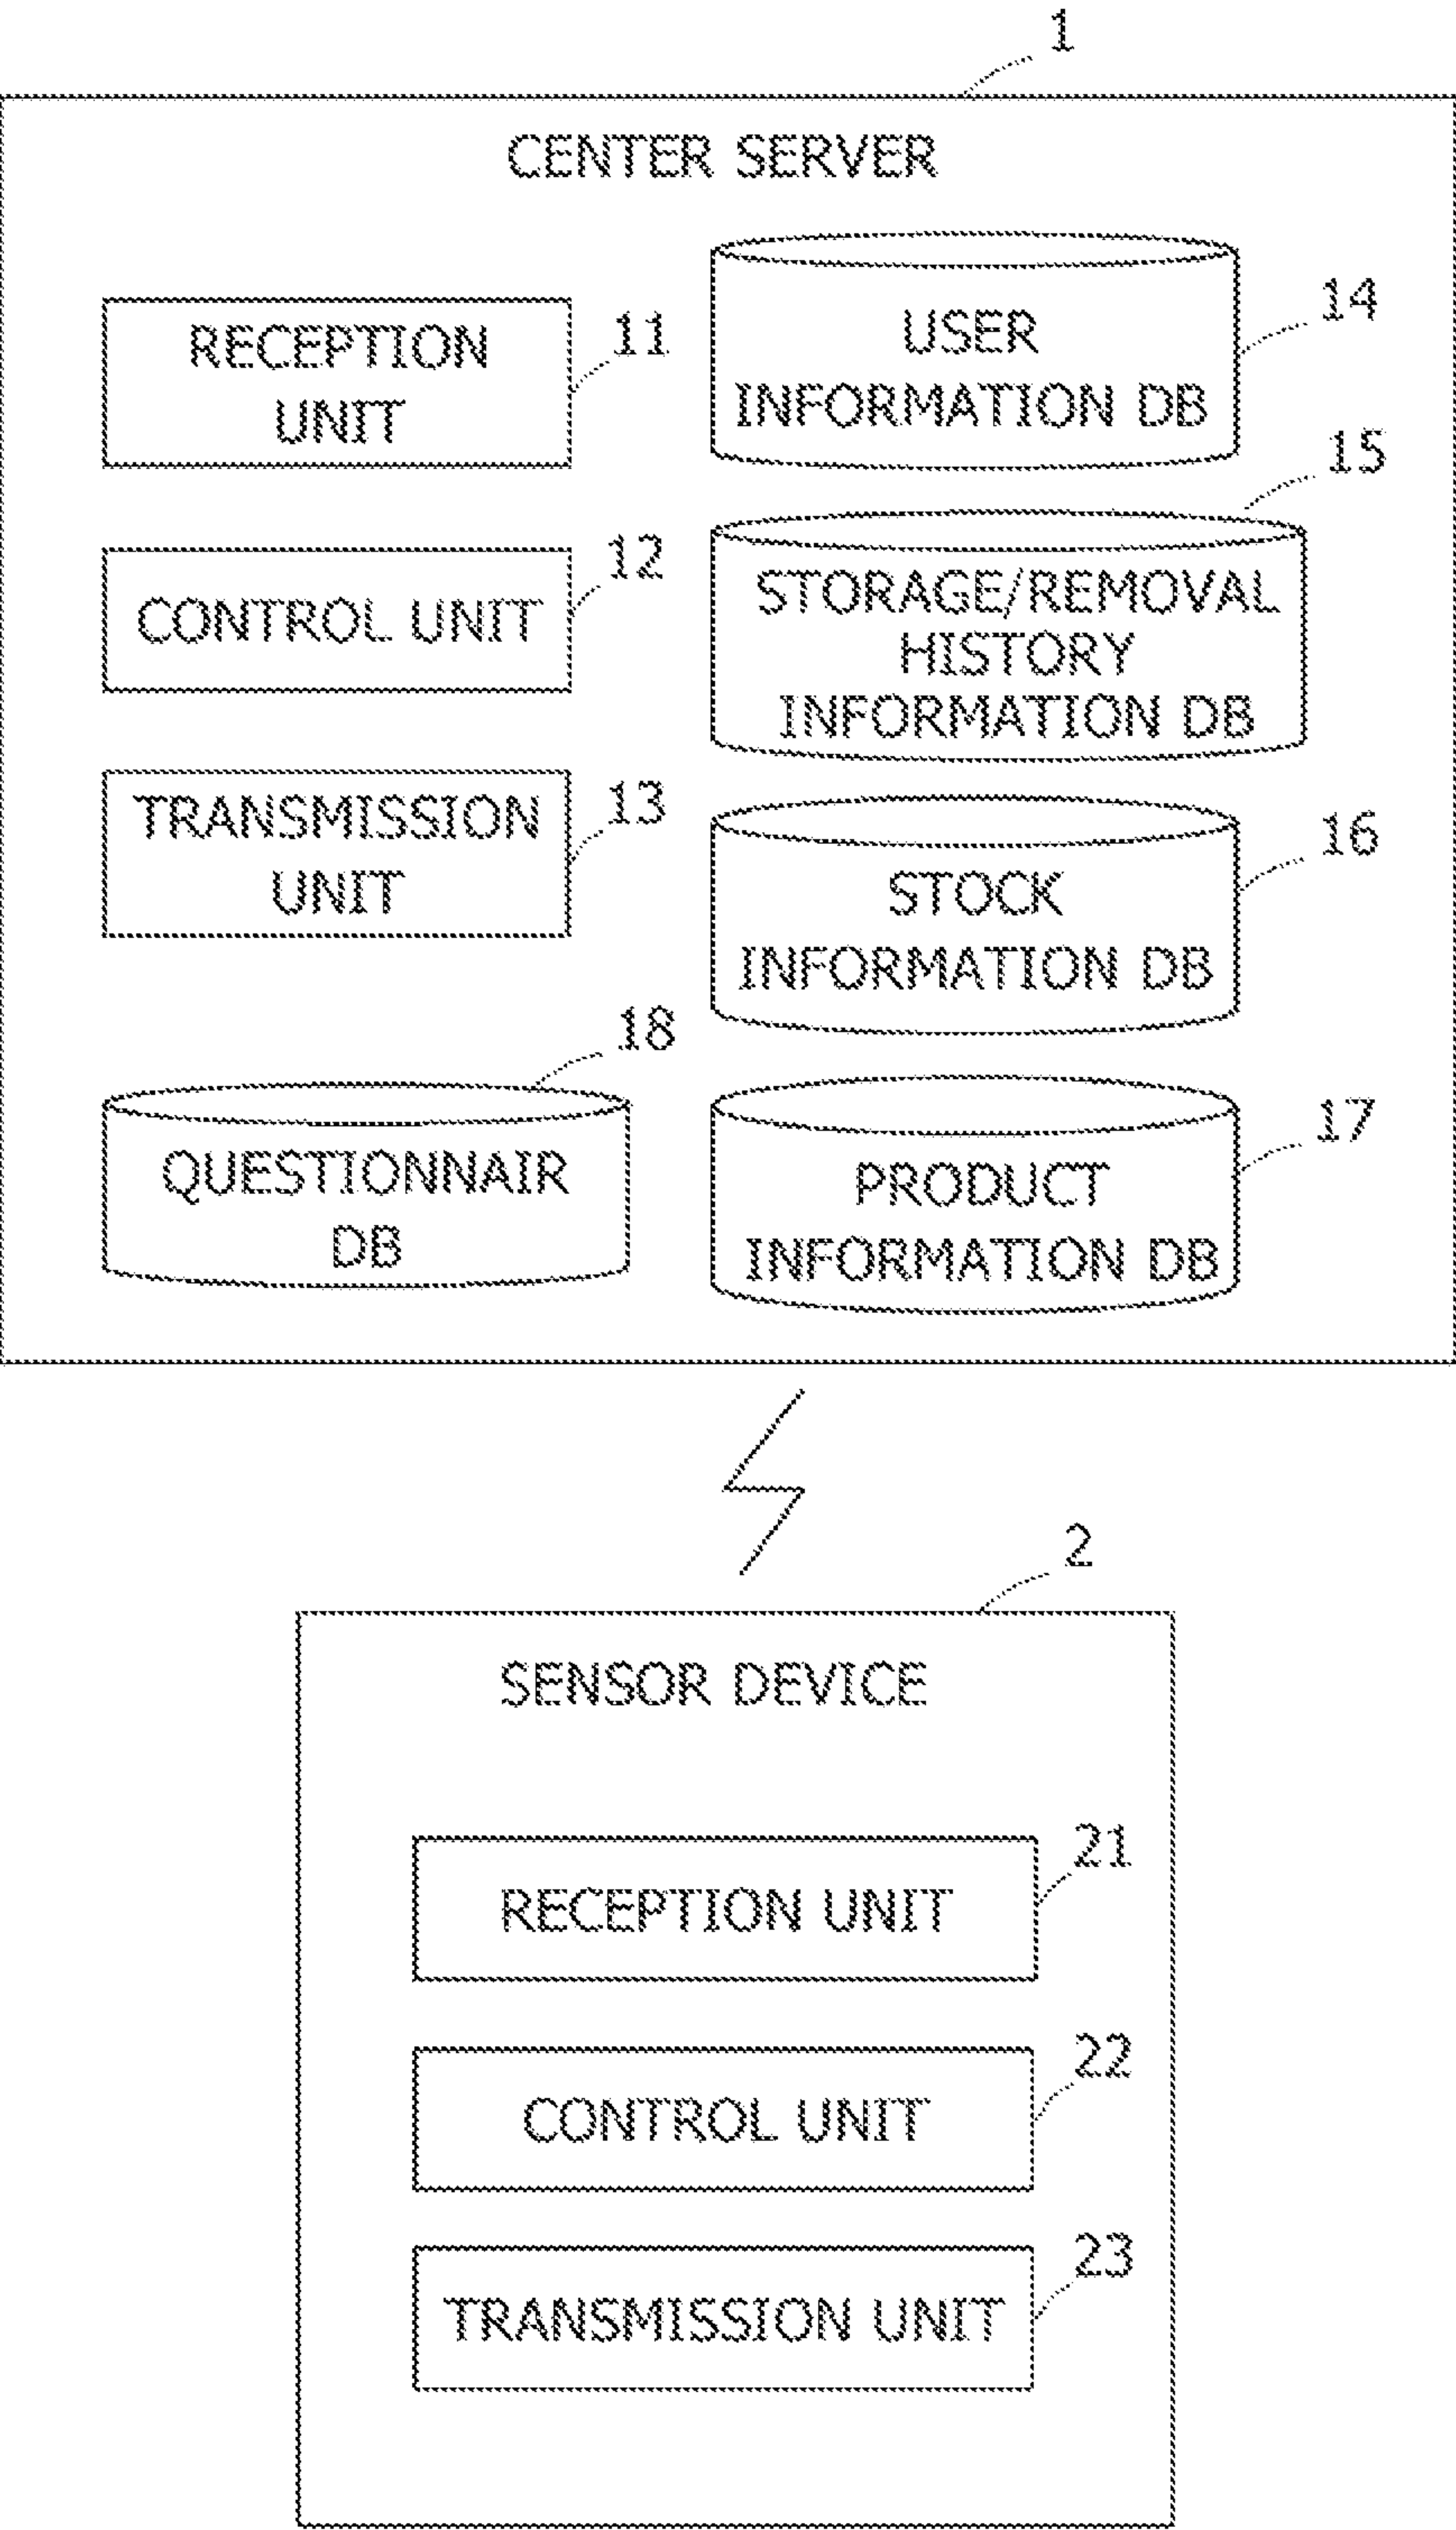 1
CENTER SERVER
RECEPTION
UNIT
11
CONTROL UNIT
12
TRANSMISSION
UNIT
13
18
QUESTIONNAIR
DB
USER
INFORMATION DB
14
15
STORAGE/REMOVAL
HISTORY
INFORMATION DB
STOCK
INFORMATION DB
16
PRODUCT
INFORMATION DB
17
2
SENSOR DEVICE
RECEPTION UNIT
21
CONTROL UNIT
22
TRANSMISSION UNIT
23